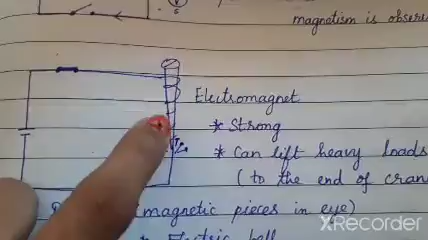 magnetism is obser
Electromagnet
* Strong
* Can lift heavy loads
(to the end of cran
(magnetic pieces in eye)
* Electric bell
XRecorder